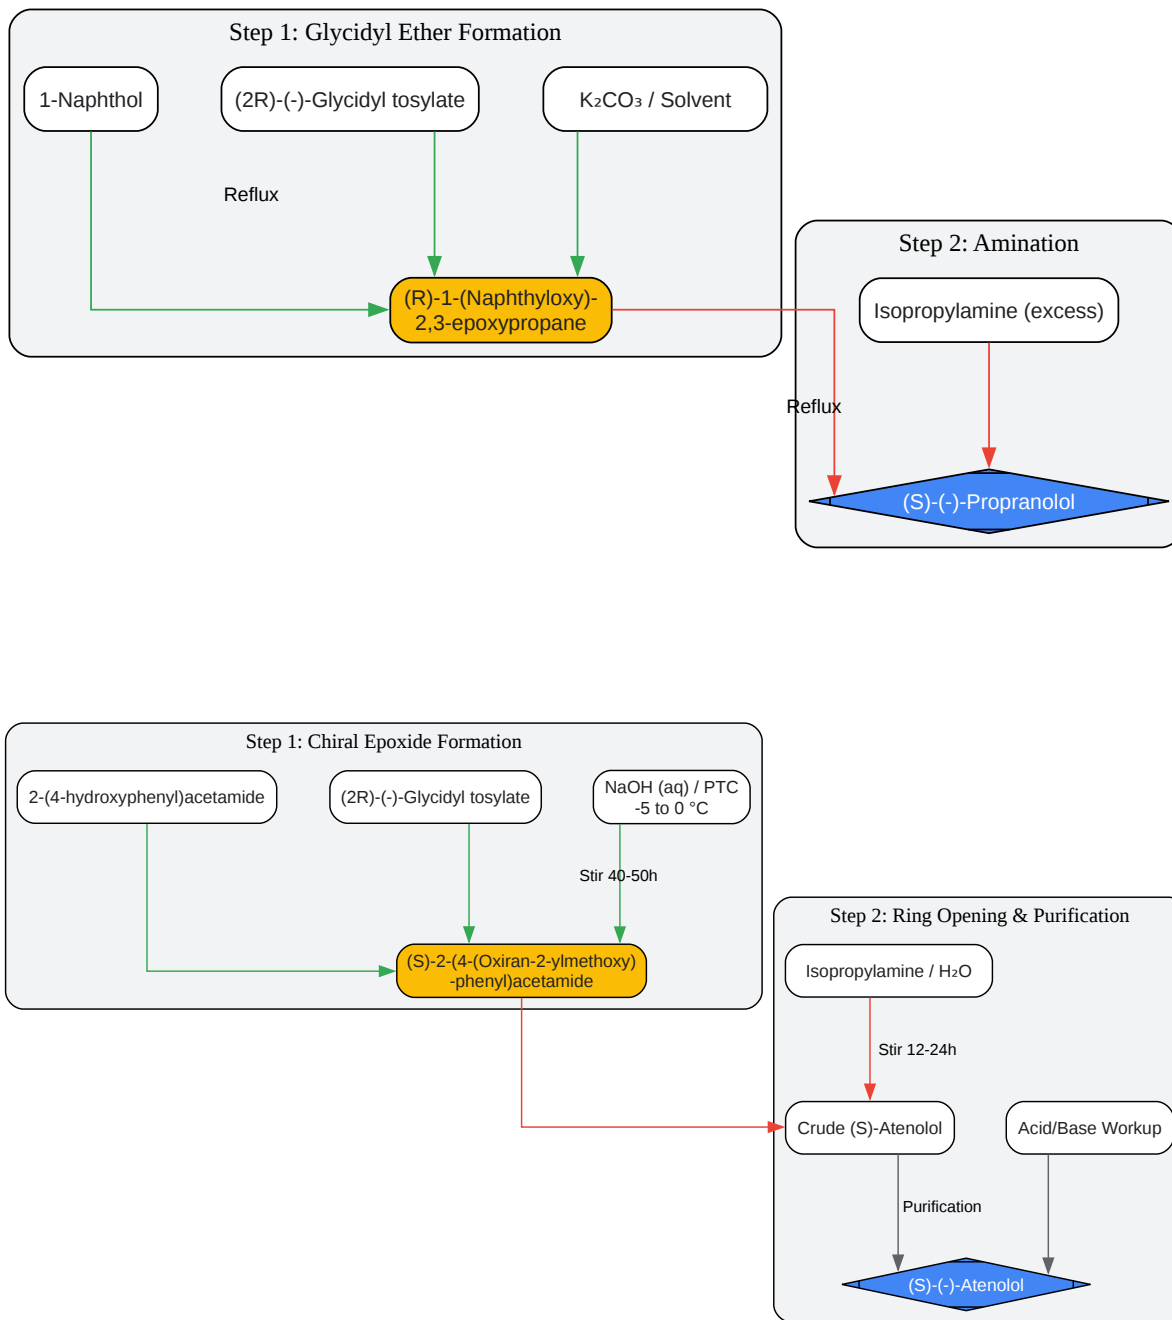 Step 1: Glycidyl Ether Formation
1-Naphthol
(2R)-(-)-Glycidyl tosylate
K₂CO₃ / Solvent
Reflux
(R)-1-(Naphthyloxy)-
2,3-epoxypropane
Step 2: Amination
Isopropylamine (excess)
Reflux
(S)-(-)-Propranolol
Step 1: Chiral Epoxide Formation
2-(4-hydroxyphenyl)acetamide
(2R)-(-)-Glycidyl tosylate
NaOH (aq) / PTC
-5 to 0 °C
Stir 40-50h
(S)-2-(4-(Oxiran-2-ylmethoxy)
-phenyl)acetamide
Step 2: Ring Opening & Purification
Isopropylamine / H₂O
Stir 12-24h
Crude (S)-Atenolol
Acid/Base Workup
Purification
(S)-(-)-Atenolol